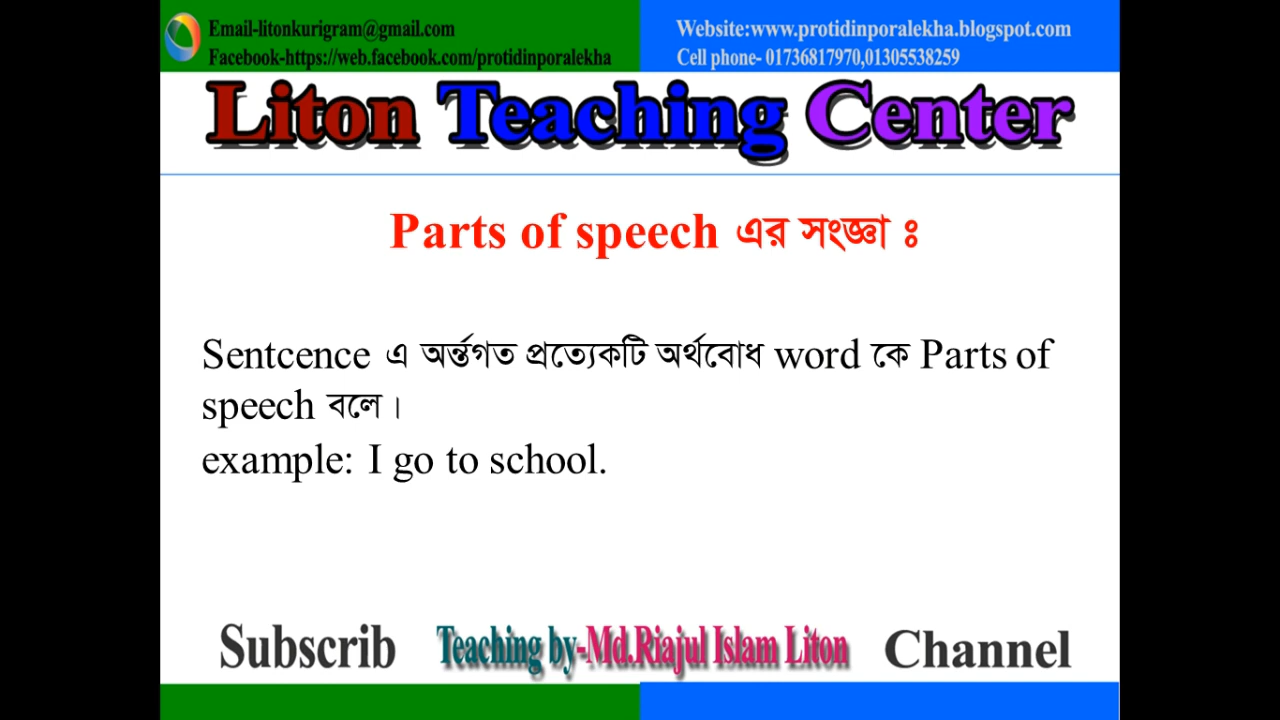 Email-litonkurigram@gmail.com
Website:www.protidinporalekha.blogspot.com
Facebook-https://web.facebook.com/protidinporalekha
Cell phone- 01736817970,01305538259
Liton Teaching Center
Parts of speech এর সংজ্ঞা ঃ
Sentcence এ অর্ন্তগত প্রত্যেকটি অর্থবোধ word কে Parts of
speech বলে।
example: I go to school.
Subscrib Teaching by-Md.Riajul Islam Liton Channel